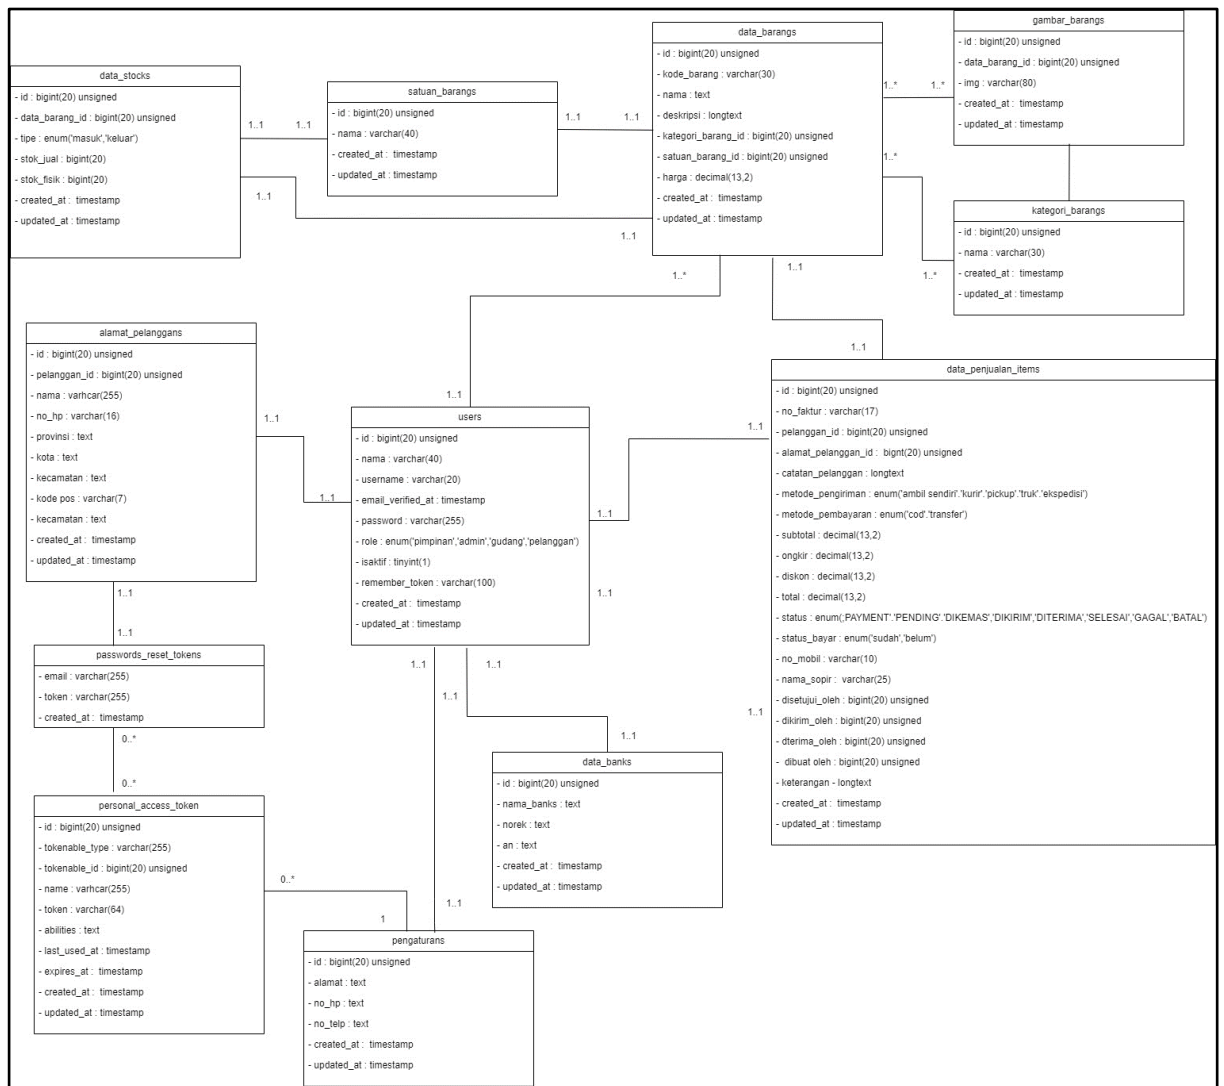 data_stocks
- id : bigint(20) unsigned
- data_barang_id : bigint(20) unsigned
- tipe : enum('masuk','keluar')
- stok_jual : bigint(20)
- stok_fisik : bigint(20)
- created_at : timestamp
- updated_at : timestamp
1..1
1..1
1..1
satuan_barangs
- id : bigint(20) unsigned
- nama : varchar(40)
- created_at : timestamp
- updated_at : timestamp
1..1
1..1
1..1
data_barangs
- id : bigint(20) unsigned
- kode_barang : varchar(30)
- nama : text
- deskripsi : longtext
- kategori_barang_id : bigint(20) unsigned
- satuan_barang_id : bigint(20) unsigned
- harga : decimal(13,2)
- created_at : timestamp
- updated_at : timestamp
1..*
1..*
1..*
1..*
1..*
1..1
gambar_barangs
- id : bigint(20) unsigned
- data_barang_id : bigint(20) unsigned
- img : varchar(80)
- created_at : timestamp
- updated_at : timestamp
kategori_barangs
- id : bigint(20) unsigned
- nama : varchar(30)
- created_at : timestamp
- updated_at : timestamp
alamat_pelanggans
- id : bigint(20) unsigned
- pelanggan_id : bigint(20) unsigned
- nama : varhcar(255)
- no_hp : varchar(16)
- provinsi : text
- kota : text
- kecamatan : text
- kode pos : varchar(7)
- kecamatan : text
- created_at : timestamp
- updated_at : timestamp
1..1
1..1
1..1
1..1
1..1
users
- id : bigint(20) unsigned
- nama : varchar(40)
- username : varchar(20)
- email_verified_at : timestamp
- password : varchar(255)
- role : enum('pimpinan','admin','gudang','pelanggan')
- isaktif : tinyint(1)
- remember_token : varchar(100)
- created_at : timestamp
- updated_at : timestamp
1..1
1..1
1..1
1..1
1..1
1..1
1..1
1..1
data_penjualan_items
- id : bigint(20) unsigned
- no_faktur : varchar(17)
- pelanggan_id : bigint(20) unsigned
- alamat_pelanggan_id : bignt(20) unsigned
- catatan_pelanggan : longtext
- metode_pengiriman : enum('ambil sendiri'.'kurir'.'pickup'.'truk'.'ekspedisi')
- metode_pembayaran : enum('cod'.'transfer')
- subtotal : decimal(13,2)
- ongkir : decimal(13,2)
- diskon : decimal(13,2)
- total : decimal(13,2)
- status : enum(;PAYMENT'.'PENDING'.'DIKEMAS','DIKIRIM','DITERIMA','SELESAI','GAGAL','BATAL')
- status_bayar : enum('sudah','belum')
- no_mobil : varchar(10)
- nama_sopir : varchar(25)
- disetujui_oleh : bigint(20) unsigned
- dikirim_oleh : bigint(20) unsigned
- dterima_oleh : bigint(20) unsigned
- dibuat oleh : bigint(20) unsigned
- keterangan - longtext
- created_at : timestamp
- updated_at : timestamp
passwords_reset_tokens
- email : varchar(255)
- token : varchar(255)
- created_at : timestamp
0..*
0..*
personal_access_token
- id : bigint(20) unsigned
- tokenable_type : varchar(255)
- tokenable_id : bigint(20) unsigned
- name : varhcar(255)
- token : varchar(64)
- abilities : text
- last_used_at : timestamp
- expires_at : timestamp
- created_at : timestamp
- updated_at : timestamp
0..*
1
1..1
1..1
data_banks
- id : bigint(20) unsigned
- nama_banks : text
- norek : text
- an : text
- created_at : timestamp
- updated_at : timestamp
pengaturans
- id : bigint(20) unsigned
- alamat : text
- no_hp : text
- no_telp : text
- created_at : timestamp
- updated_at : timestamp